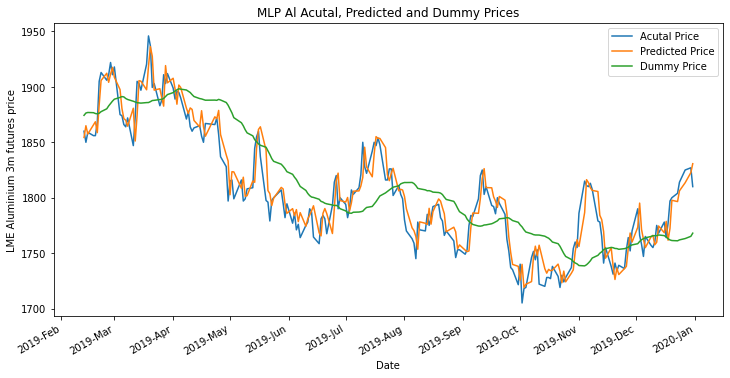 MLP Al Acutal, Predicted and Dummy Prices
Acutal Price
Predicted Price
Dummy Price
LME Aluminium 3m futures price
1950
1900
1850
1800
1750
1700
2019-Feb
2019-Mar
2019-Apr
2019-May
2019-Jun
2019-Jul
2019-Aug
2019-Sep
2019-Oct
2019-Nov
2019-Dec
2020-Jan
Date